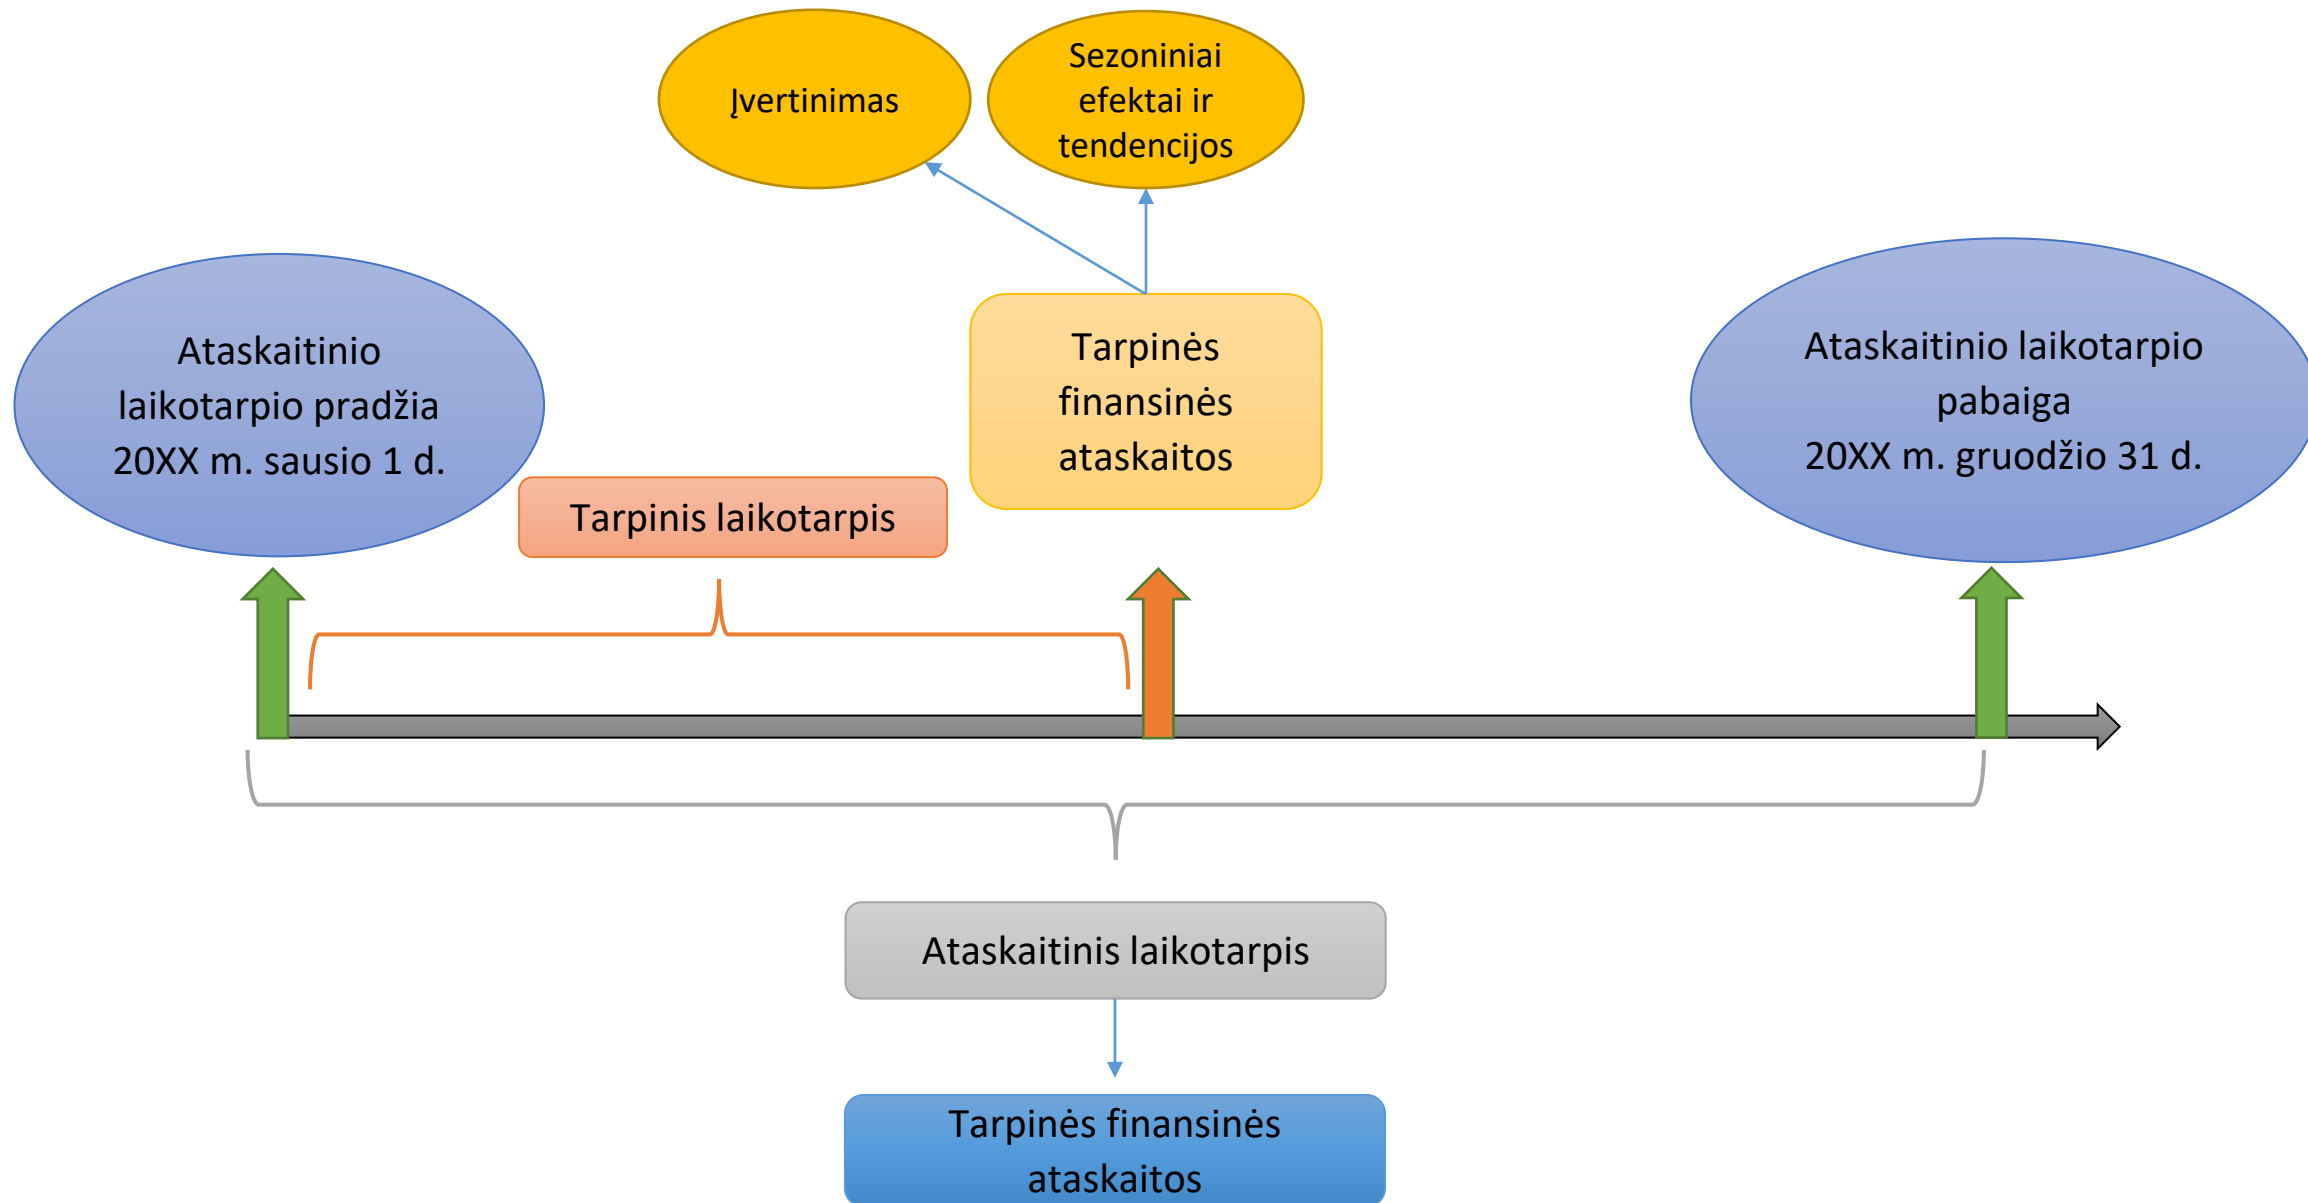 Įvertinimas
Sezoniniai
efektai ir
tendencijos
Ataskaitinio
laikotarpio pradžia
20XX m. sausio 1 d.
Tarpinis laikotarpis
Tarpinės
finansinės
ataskaitos
Ataskaitinio laikotarpio
pabaiga
20XX m. gruodžio 31 d.
Ataskaitinis laikotarpis
Tarpinės finansinės
ataskaitos